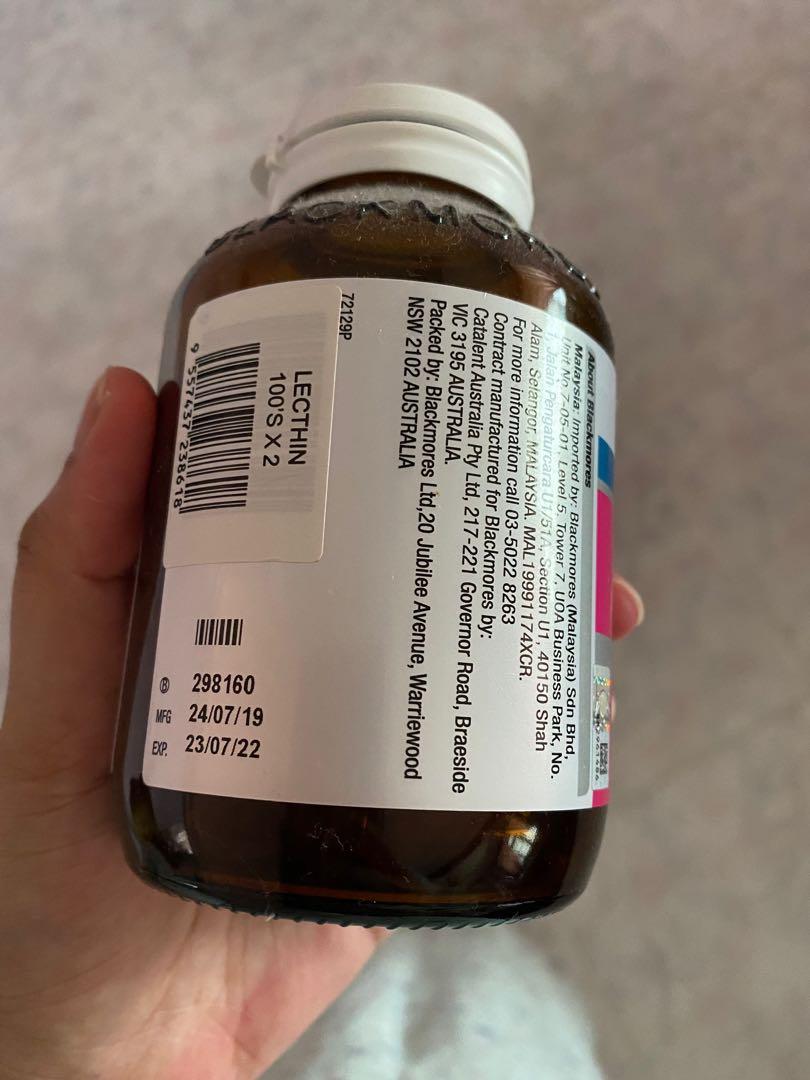 BLACKMO
About Blackmores
Malaysia: Imported by: Blackmores (Malaysia) Sdn Bhd,
Unit No.7-05-01, Level 5, Tower 7, UOA Business Park, No.
Jalan Pengaturcara U1/51A, Section U1, 40150 Shah
Alam, Selangor, MALAYSIA. MAL19991174XCR.
For more information call 03-5022 8263
Contract manufactured for Blackmores by:
Catalent Australia Pty Ltd, 217-221 Governor Road, Braeside
VIC 3195 AUSTRALIA.
Packed by: Blackmores Ltd,20 Jubilee Avenue, Warriewood
NSW 2102 AUSTRALIA
72129P
LECTHIN
100'S X 2
9 557437 238618
B 298160
MFG 24/07/19
EXP. 23/07/22